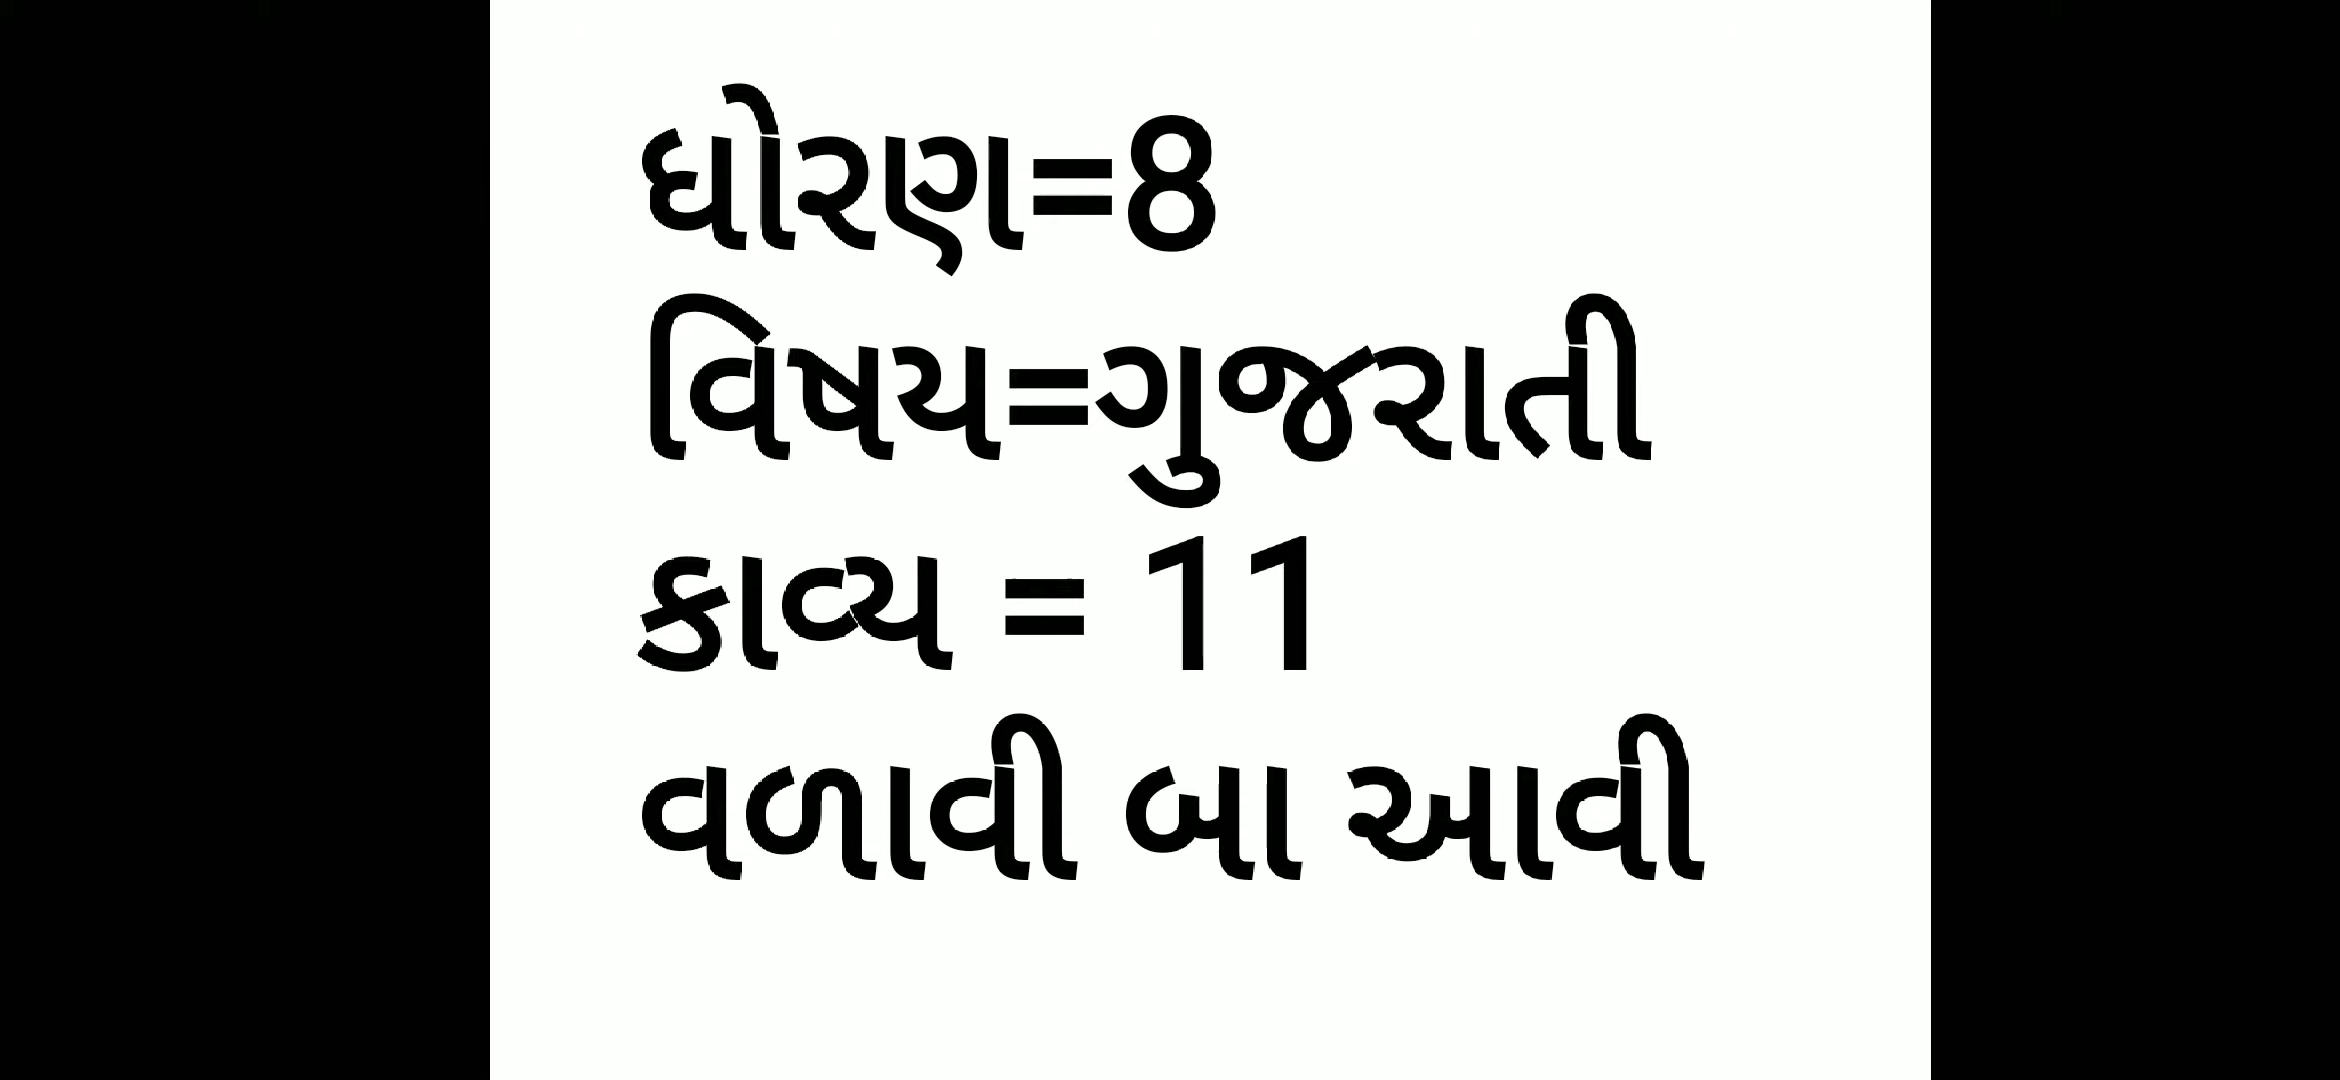 ધોરણ=8
વિષય=ગુજરાતી
કાવ્ય = 11
વળાવી બા આવી